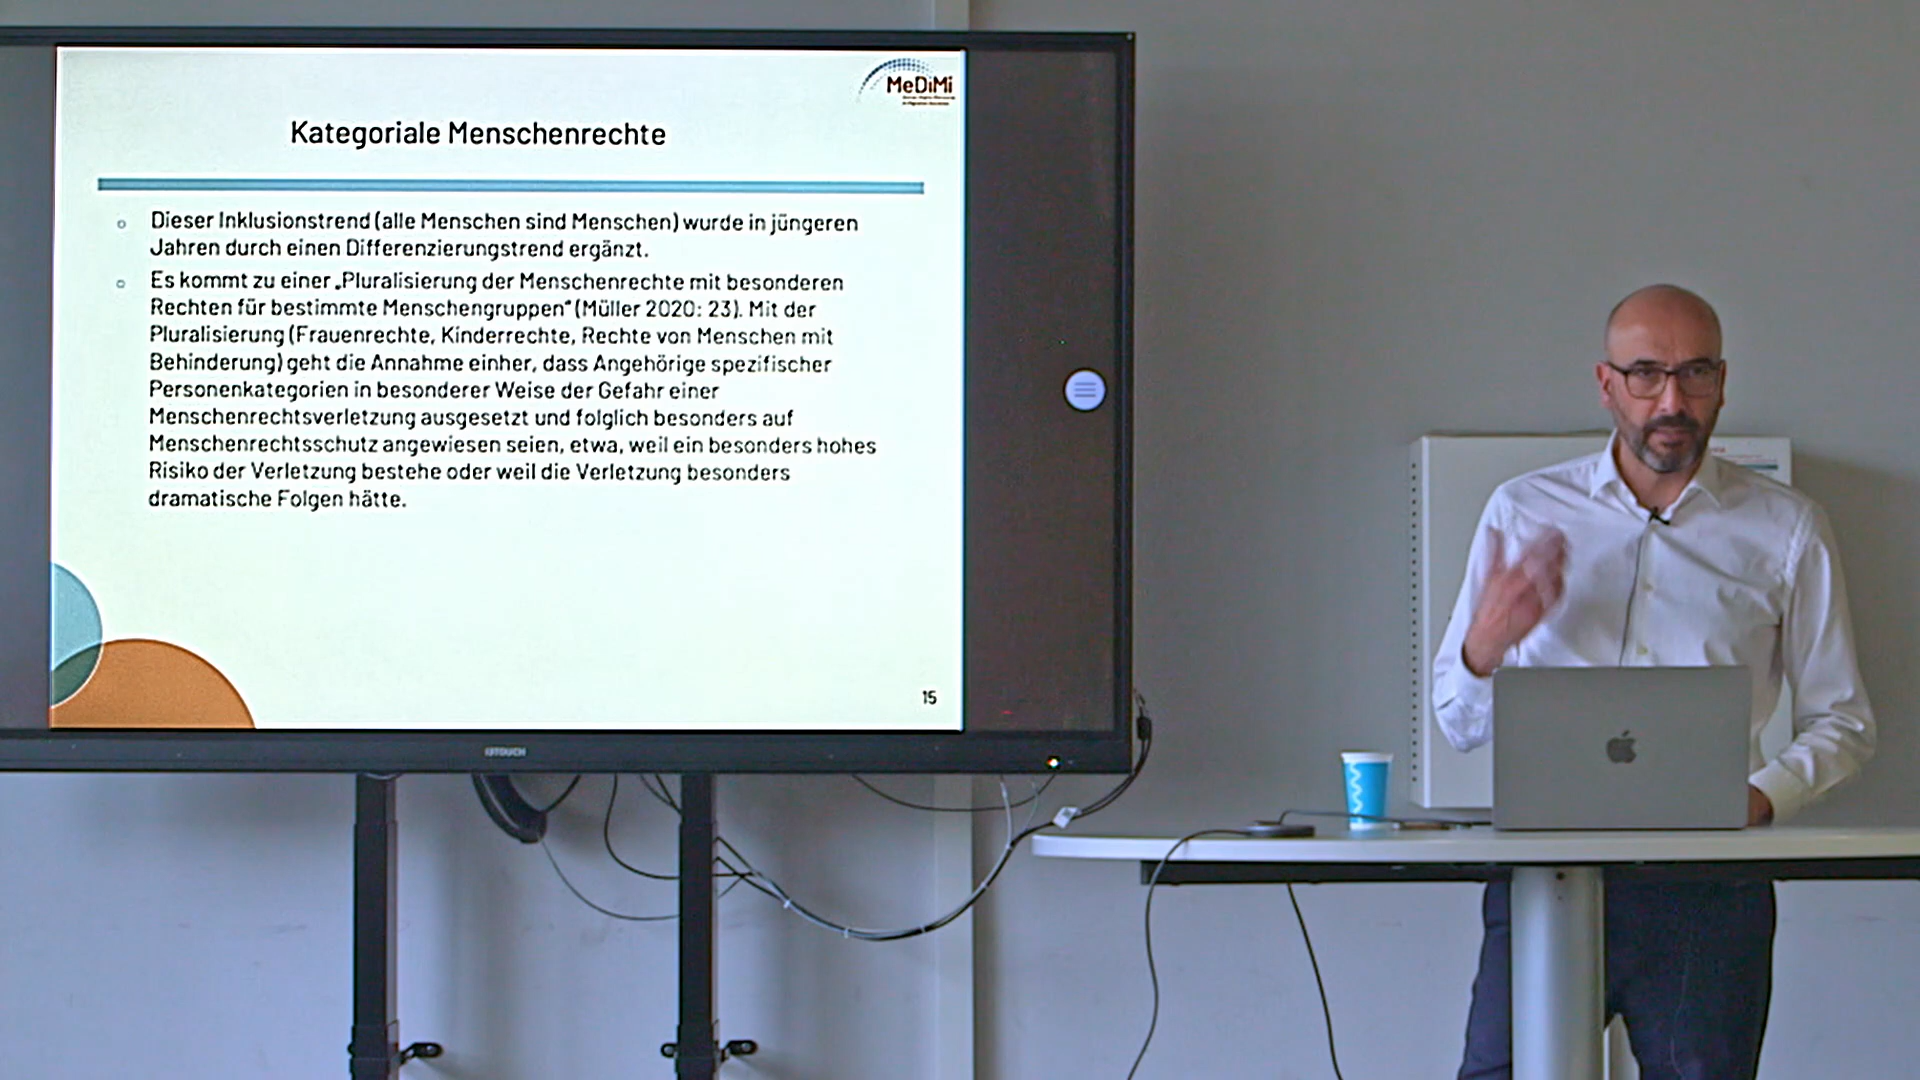 MeDiMi
Kategoriale Menschenrechte
Dieser Inklusionstrend (alle Menschen sind Menschen) wurde in jüngeren
Jahren durch einen Differenzierungstrend ergänzt.
Es kommt zu einer „Pluralisierung der Menschenrechte mit besonderen
Rechten für bestimmte Menschengruppen“ (Müller 2020: 23). Mit der
Pluralisierung (Frauenrechte, Kinderrechte, Rechte von Menschen mit
Behinderung) geht die Annahme einher, dass Angehörige spezifischer
Personenkategorien in besonderer Weise der Gefahr einer
Menschenrechtsverletzung ausgesetzt und folglich besonders auf
Menschenrechtsschutz angewiesen seien, etwa, weil ein besonders hohes
Risiko der Verletzung bestehe oder weil die Verletzung besonders
dramatische Folgen hätte.
15